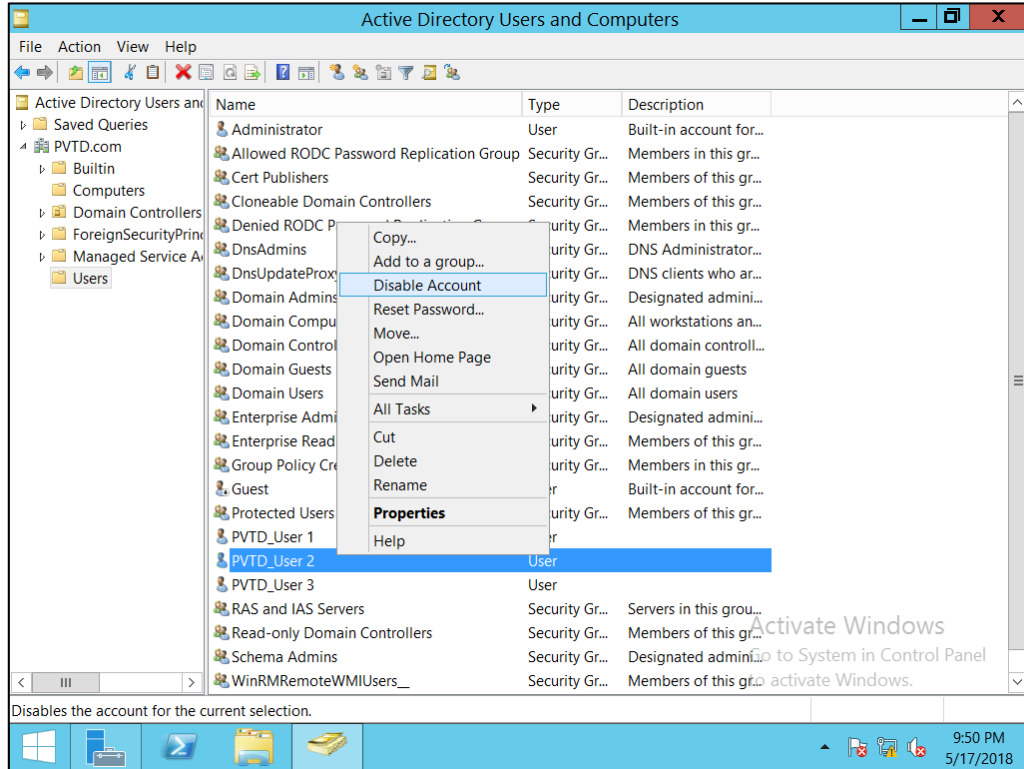 Active Directory Users and Computers
File Action View Help
Active Directory Users an
Saved Queries
PVTD.com
Builtin
Computers
Domain Controllers
ForeignSecurityPrin
Managed Service A
Users
Name Type Description
Administrator User Built-in account for...
Allowed RODC Password Replication Group Security Gr... Members in this gr...
Cert Publishers Security Gr... Members of this gr...
Cloneable Domain Controllers Security Gr... Members of this gr...
Denied RODC P urity Gr... Members in this gr...
DnsAdmins urity Gr... DNS Administrator...
DnsUpdateProxy urity Gr... DNS clients who ar...
Domain Admins urity Gr... Designated admini...
Domain Compu urity Gr... All workstations an...
Domain Control urity Gr... All domain controll...
Domain Guests urity Gr... All domain guests
Domain Users urity Gr... All domain users
Enterprise Admi urity Gr... Designated admini...
Enterprise Read urity Gr... Members of this gr...
Group Policy Cre urity Gr... Members in this gr...
Guest er Built-in account for...
Protected Users urity Gr... Members of this gr...
PVTD_User 1 er
PVTD_User 2 User
PVTD_User 3 User
RAS and IAS Servers Security Gr... Servers in this grou...
Read-only Domain Controllers Security Gr... Members of this gr...
Schema Admins Security Gr... Designated admini...
WinRMRemoteWMIUsers__ Security Gr... Members of this gr...
Copy...
Add to a group...
Disable Account
Reset Password...
Move...
Open Home Page
Send Mail
All Tasks
Cut
Delete
Rename
Properties
Help
Activate Windows
Go to System in Control Panel
to activate Windows.
Disables the account for the current selection.
9:50 PM
5/17/2018